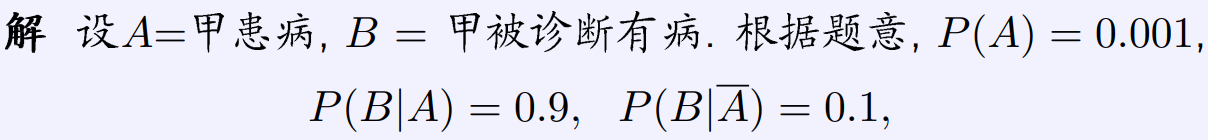 解 设A=甲患病, B = 甲被诊断有病. 根据题意, P(A) = 0.001,
P(B|A) = 0.9, P(B|A̅) = 0.1,